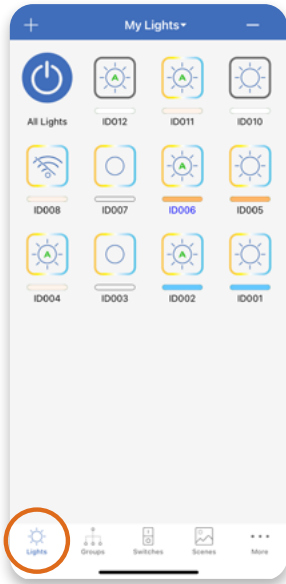 My Lights
A
A
All Lights
ID012
ID011
ID010
A
ID008
ID007
ID006
ID005
A
A
ID004
ID003
ID002
ID001
Lights
Groups
Switches
Scenes
More